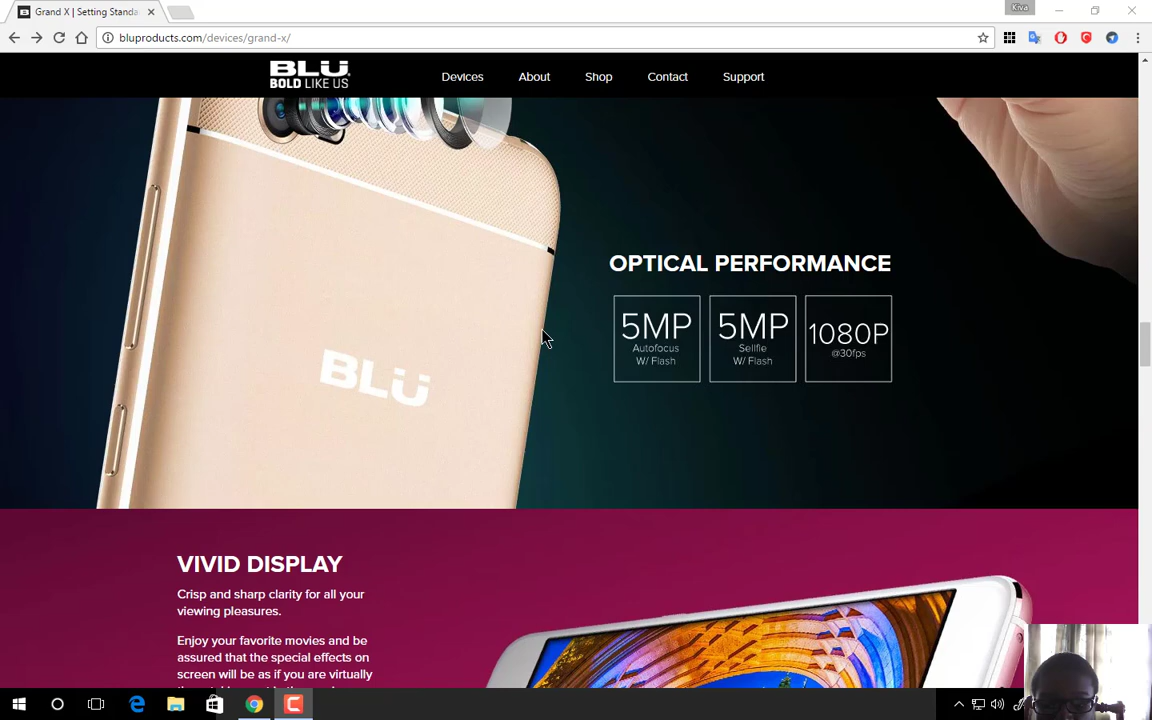 Grand X | Setting Standa
Kiva
bluproducts.com/devices/grand-x/
BLU
BOLD LIKE US
Devices
About
Shop
Contact
Support
OPTICAL PERFORMANCE
5MP
Autofocus
W/ Flash
5MP
Sellfie
W/ Flash
1080P
@30fps
BLU
VIVID DISPLAY
Crisp and sharp clarity for all your
viewing pleasures.
Enjoy your favorite movies and be
assured that the special effects on
screen will be as if you are virtually